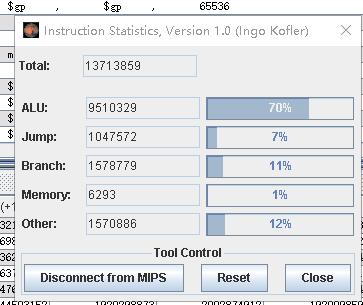 $gp , $gp , 65536
Instruction Statistics, Version 1.0 (Ingo Kofler)
Total: 13713859
ALU: 9510329 70%
Jump: 1047572 7%
Branch: 1578779 11%
Memory: 6293 1%
Other: 1570886 12%
Tool Control
Disconnect from MIPS Reset Close